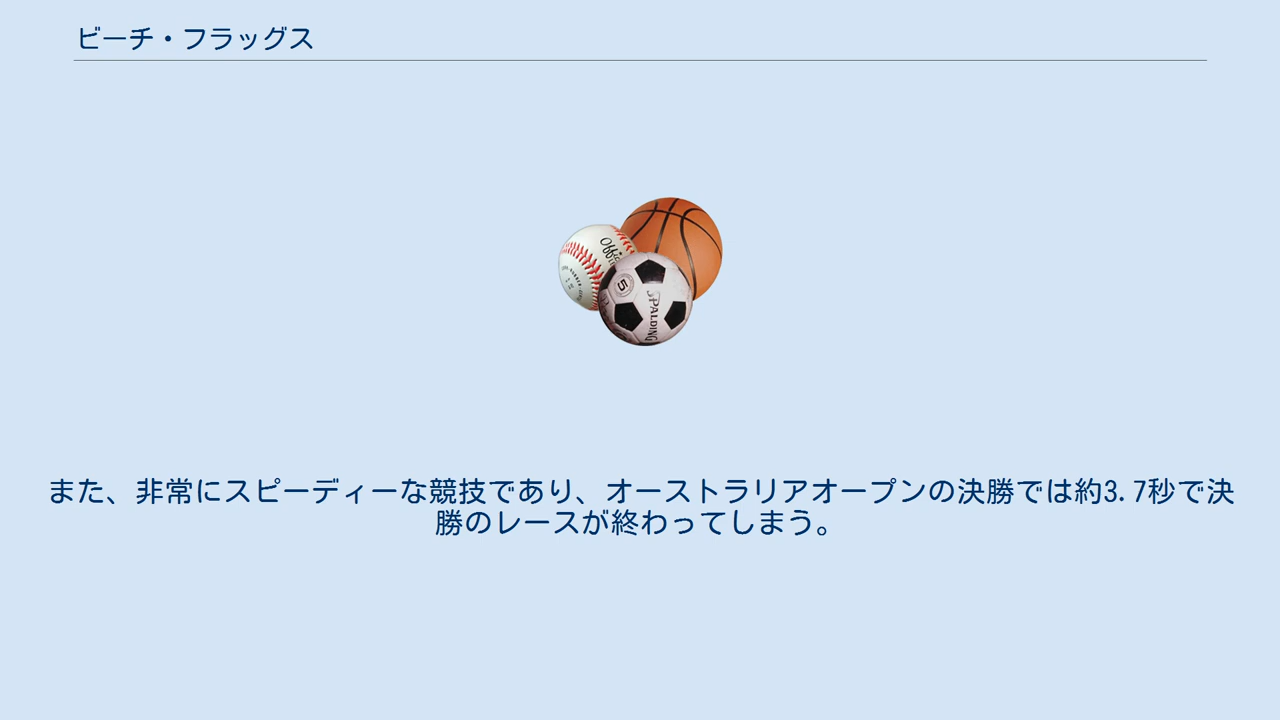 ビーチ・フラッグス
Offici
5
SPALDING
また、非常にスピーディーな競技であり、オーストラリアオープンの決勝では約3.7秒で決
勝のレースが終わってしまう。